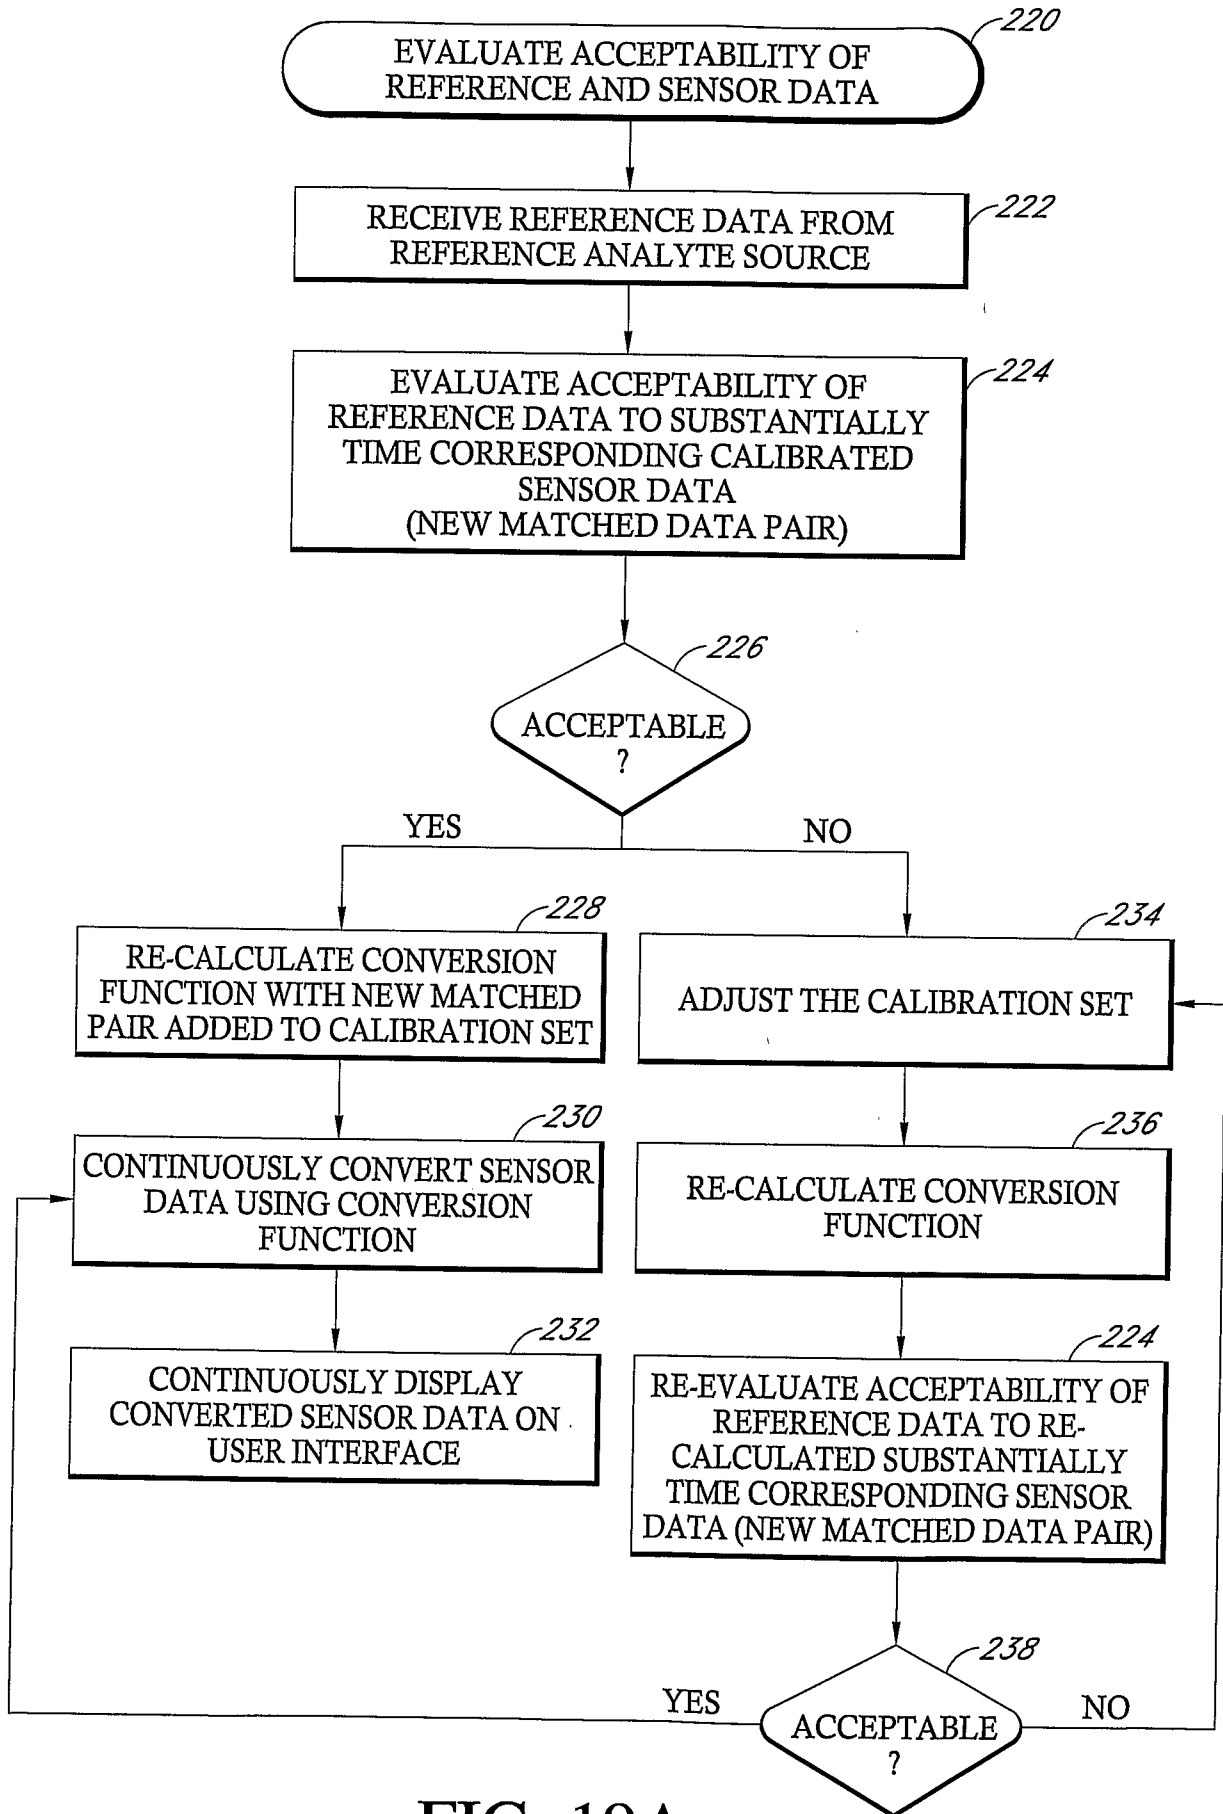 220
EVALUATE ACCEPTABILITY OF
REFERENCE AND SENSOR DATA
222
RECEIVE REFERENCE DATA FROM
REFERENCE ANALYTE SOURCE
224
EVALUATE ACCEPTABILITY OF
REFERENCE DATA TO SUBSTANTIALLY
TIME CORRESPONDING CALIBRATED
SENSOR DATA
(NEW MATCHED DATA PAIR)
226
ACCEPTABLE
?
YES
NO
228
RE-CALCULATE CONVERSION
FUNCTION WITH NEW MATCHED
PAIR ADDED TO CALIBRATION SET
234
ADJUST THE CALIBRATION SET
230
CONTINUOUSLY CONVERT SENSOR
DATA USING CONVERSION
FUNCTION
236
RE-CALCULATE CONVERSION
FUNCTION
232
CONTINUOUSLY DISPLAY
CONVERTED SENSOR DATA ON
USER INTERFACE
224
RE-EVALUATE ACCEPTABILITY OF
REFERENCE DATA TO RE-
CALCULATED SUBSTANTIALLY
TIME CORRESPONDING SENSOR
DATA (NEW MATCHED DATA PAIR)
238
YES
ACCEPTABLE
?
NO